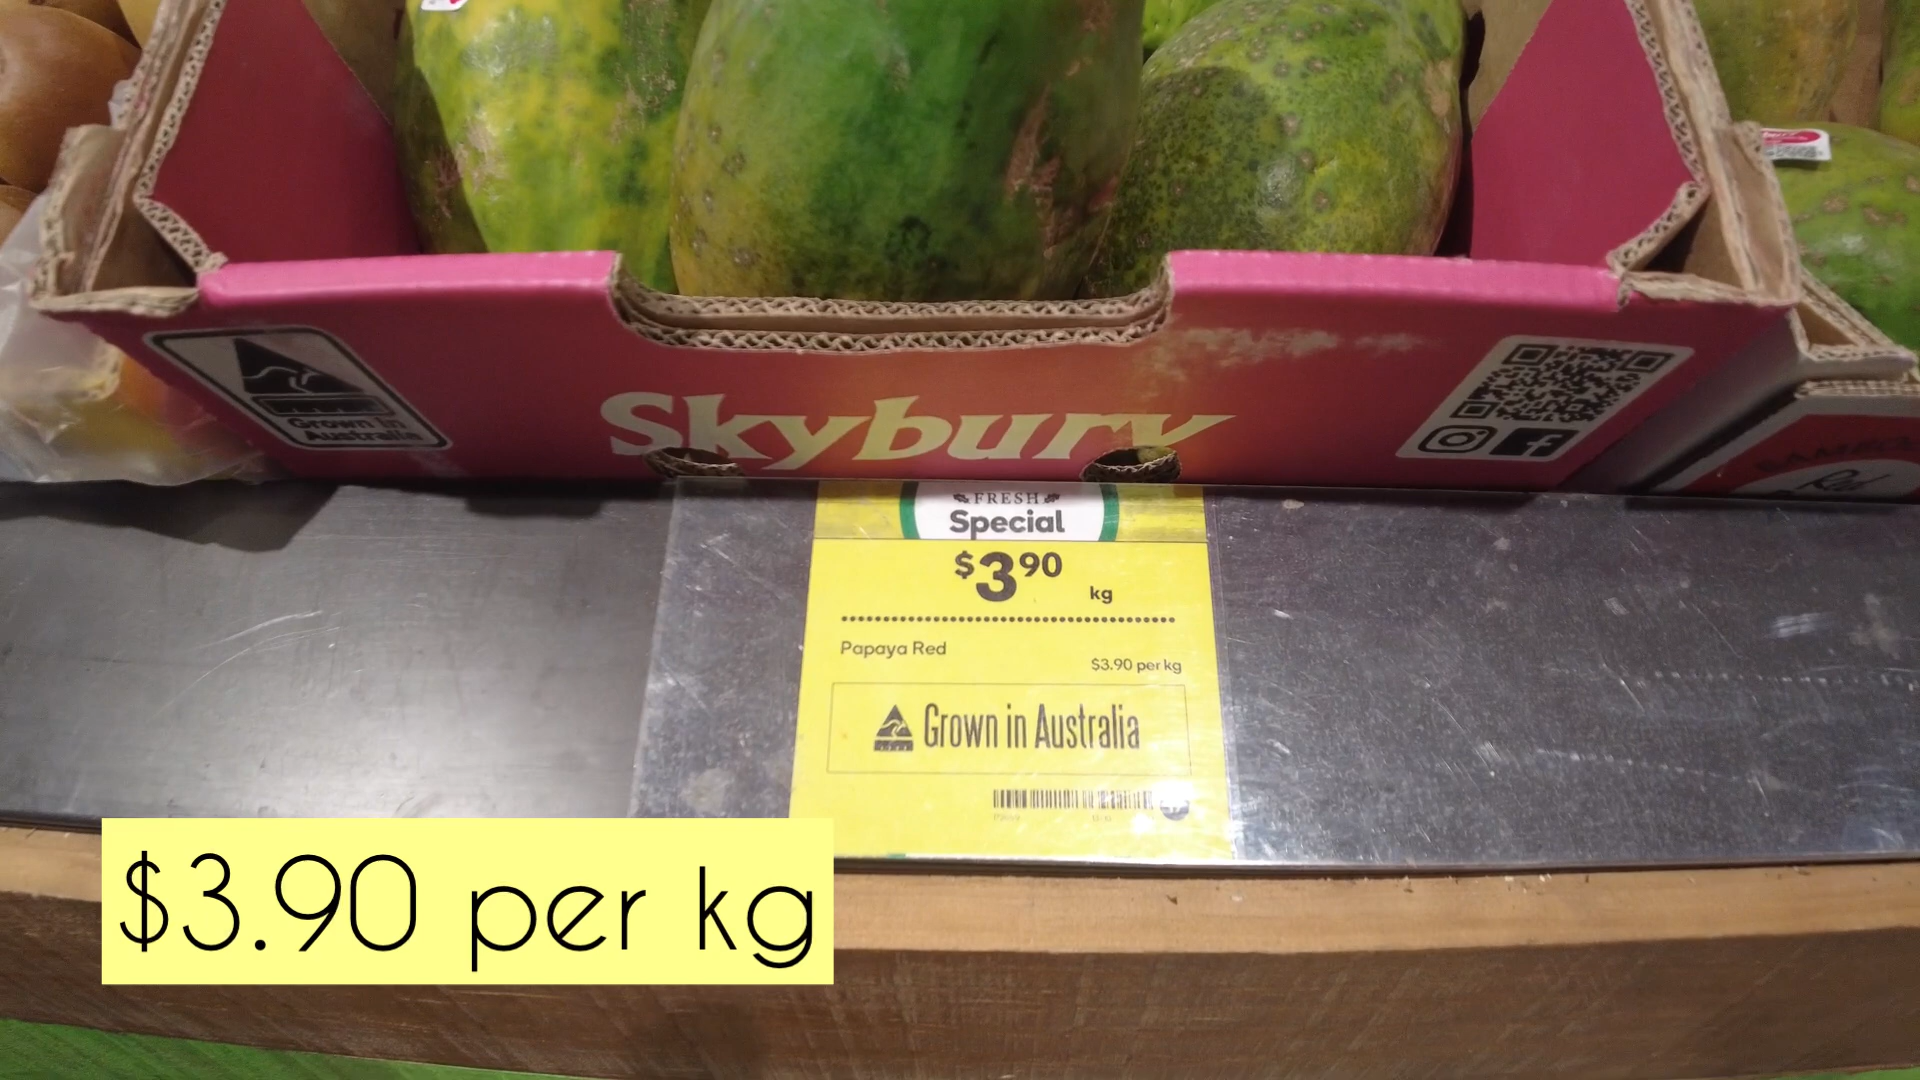 Grown in
Australia
Skybury
Red
FRESH
Special
$3.90
kg
Papaya Red
$3.90 per kg
Grown in Australia
$3.90 per kg